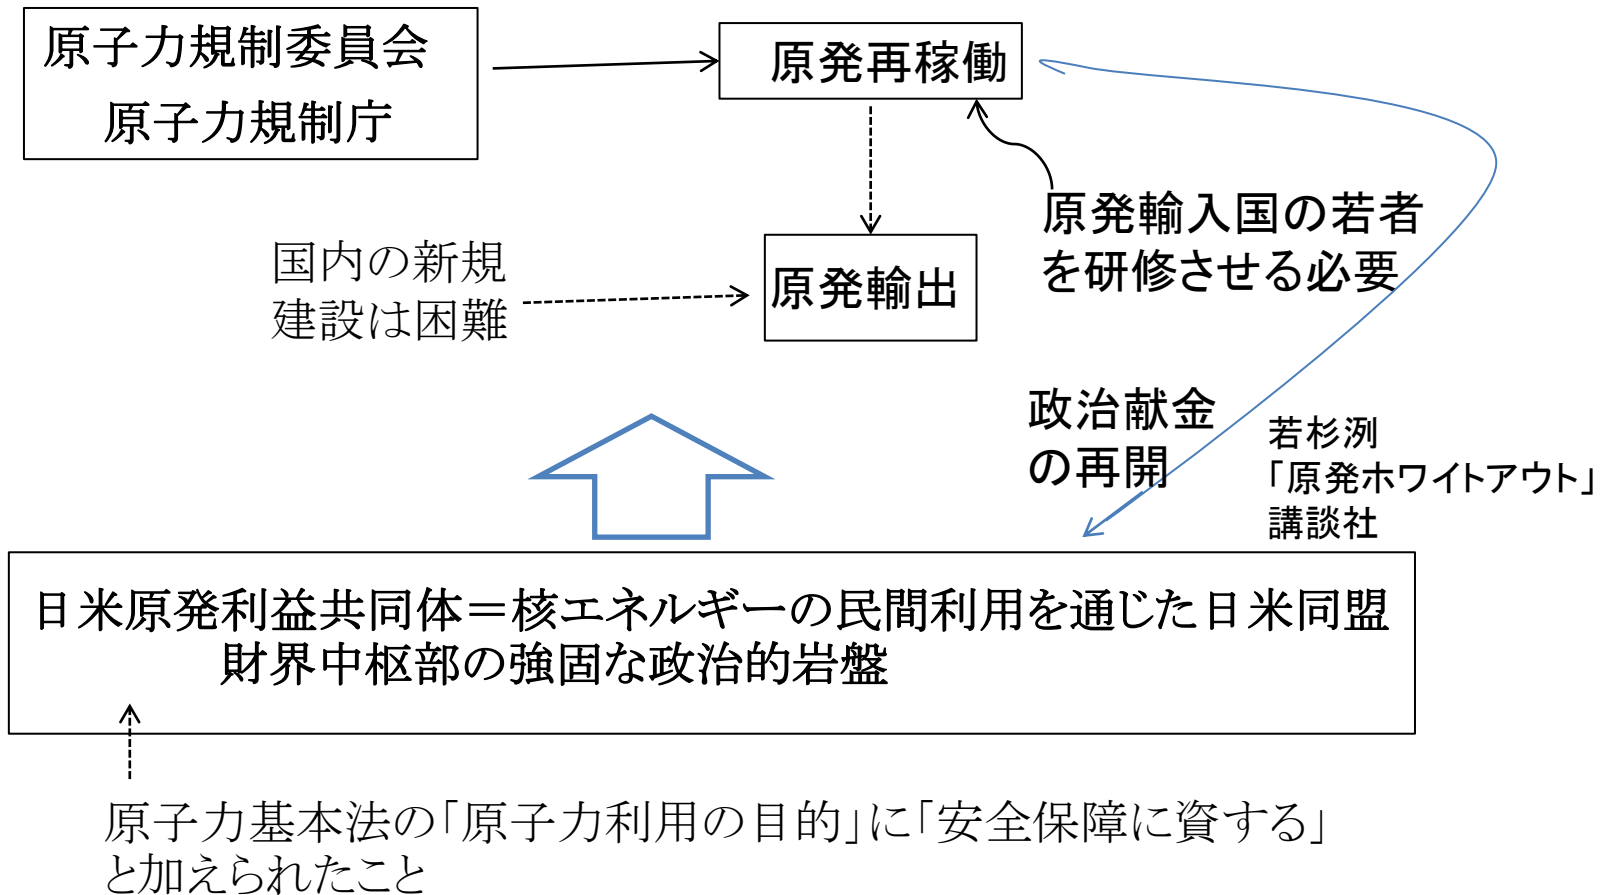 原子力規制委員会
原子力規制庁
原発再稼働
原発輸入国の若者
を研修させる必要
国内の新規
建設は困難
原発輸出
政治献金
の再開
若杉洌
「原発ホワイトアウト」
講談社
日米原発利益共同体＝核エネルギーの民間利用を通じた日米同盟
財界中枢部の強固な政治的岩盤
原子力基本法の「原子力利用の目的」に「安全保障に資する」
と加えられたこと